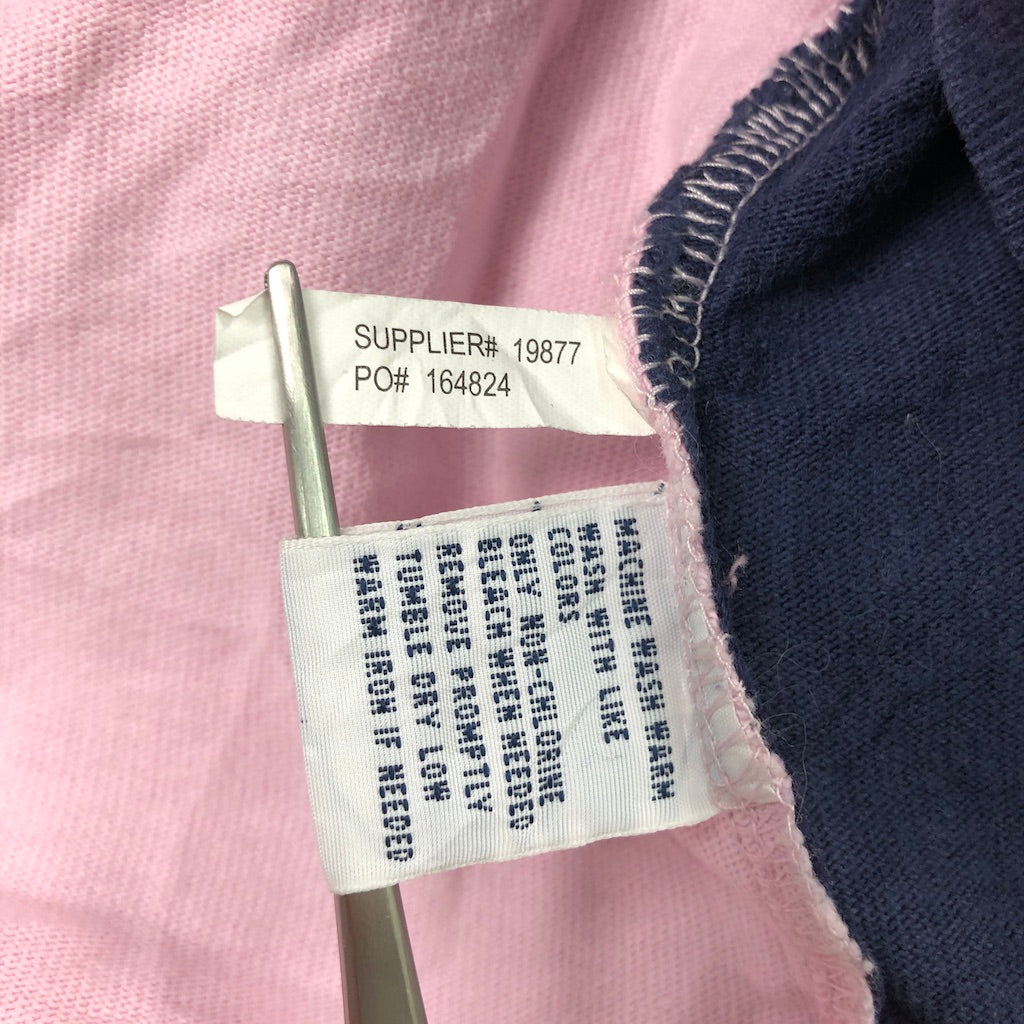 SUPPLIER# 19877
PO# 164824
MACHINE WASH WARM
WASH WITH LIKE
COLORS
ONLY NON-CHLORINE
BLEACH WHEN NEEDED
REMOVE PROMPTLY
TUMBLE DRY LOW
WARM IRON IF NEEDED